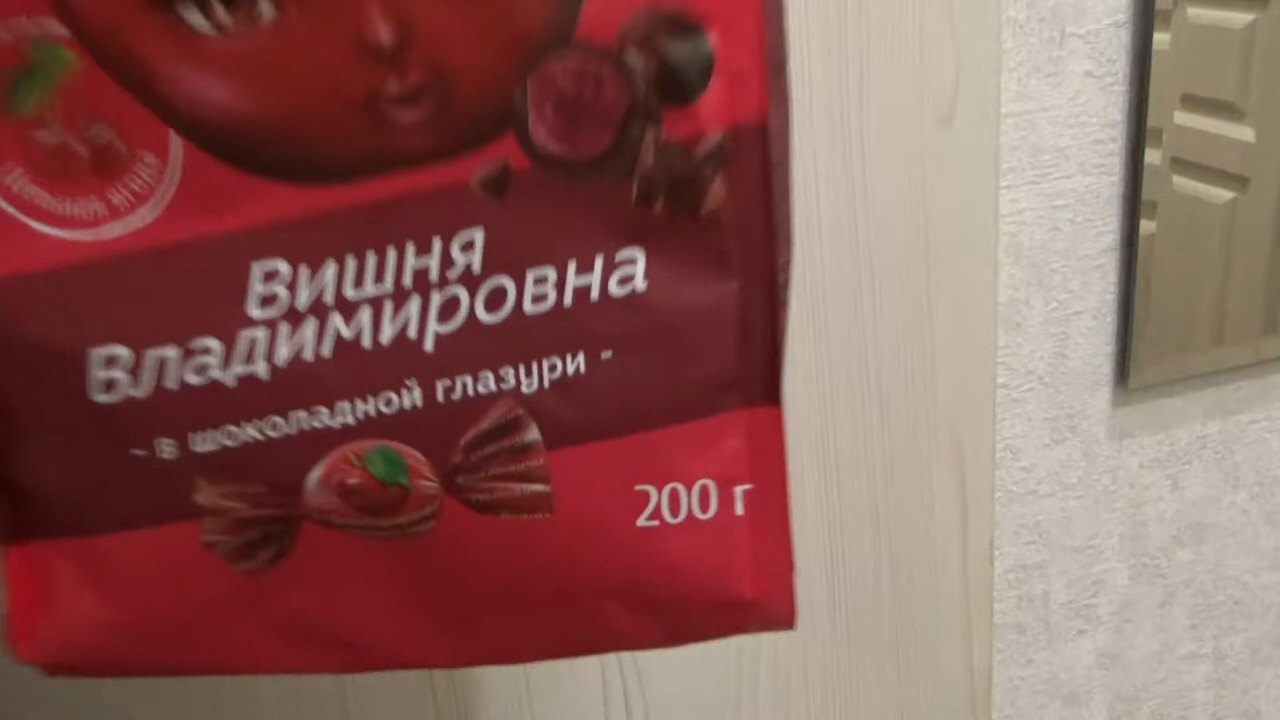 Вишня
Владимировна
- в шоколадной глазури -
200 г